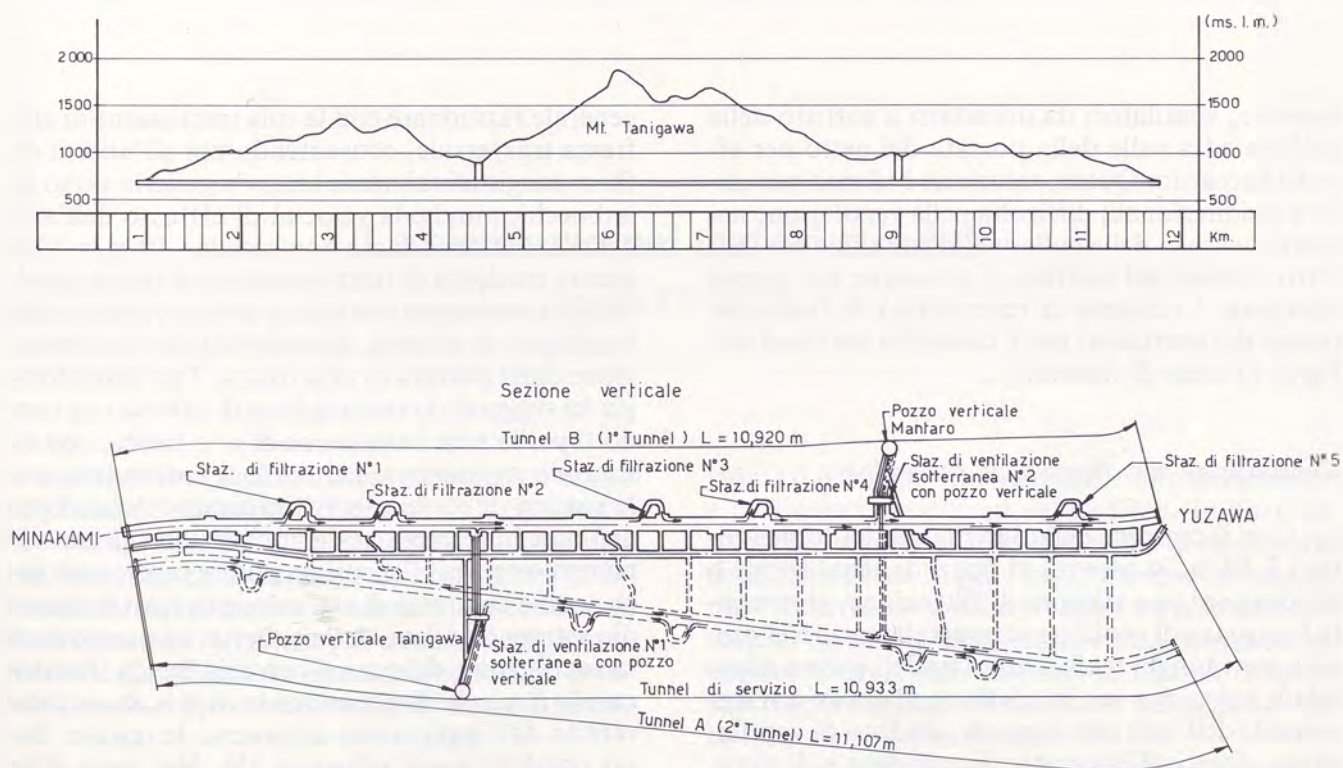 (ms. l. m.)
2000
2000
1500
1500
Mt. Tanigawa
1000
1000
500
500
1 2 3 4 5 6 7 8 9 10 11 12 Km.
Sezione verticale
Pozzo verticale
Mantaro
Tunnel B (1° Tunnel) L = 10,920 m
Staz. di filtrazione N°1
Staz. di filtrazione N°2
Staz. di filtrazione N°3
Staz. di filtrazione N°4
Staz. di ventilazione
sotterranea N°2
con pozzo verticale
Staz. di filtrazione N° 5
MINAKAMI
YUZAWA
Pozzo verticale Tanigawa
Staz. di ventilazione N°1
sotterranea con pozzo
verticale
Tunnel di servizio L = 10,933 m
Tunnel A (2° Tunnel) L = 11,107m